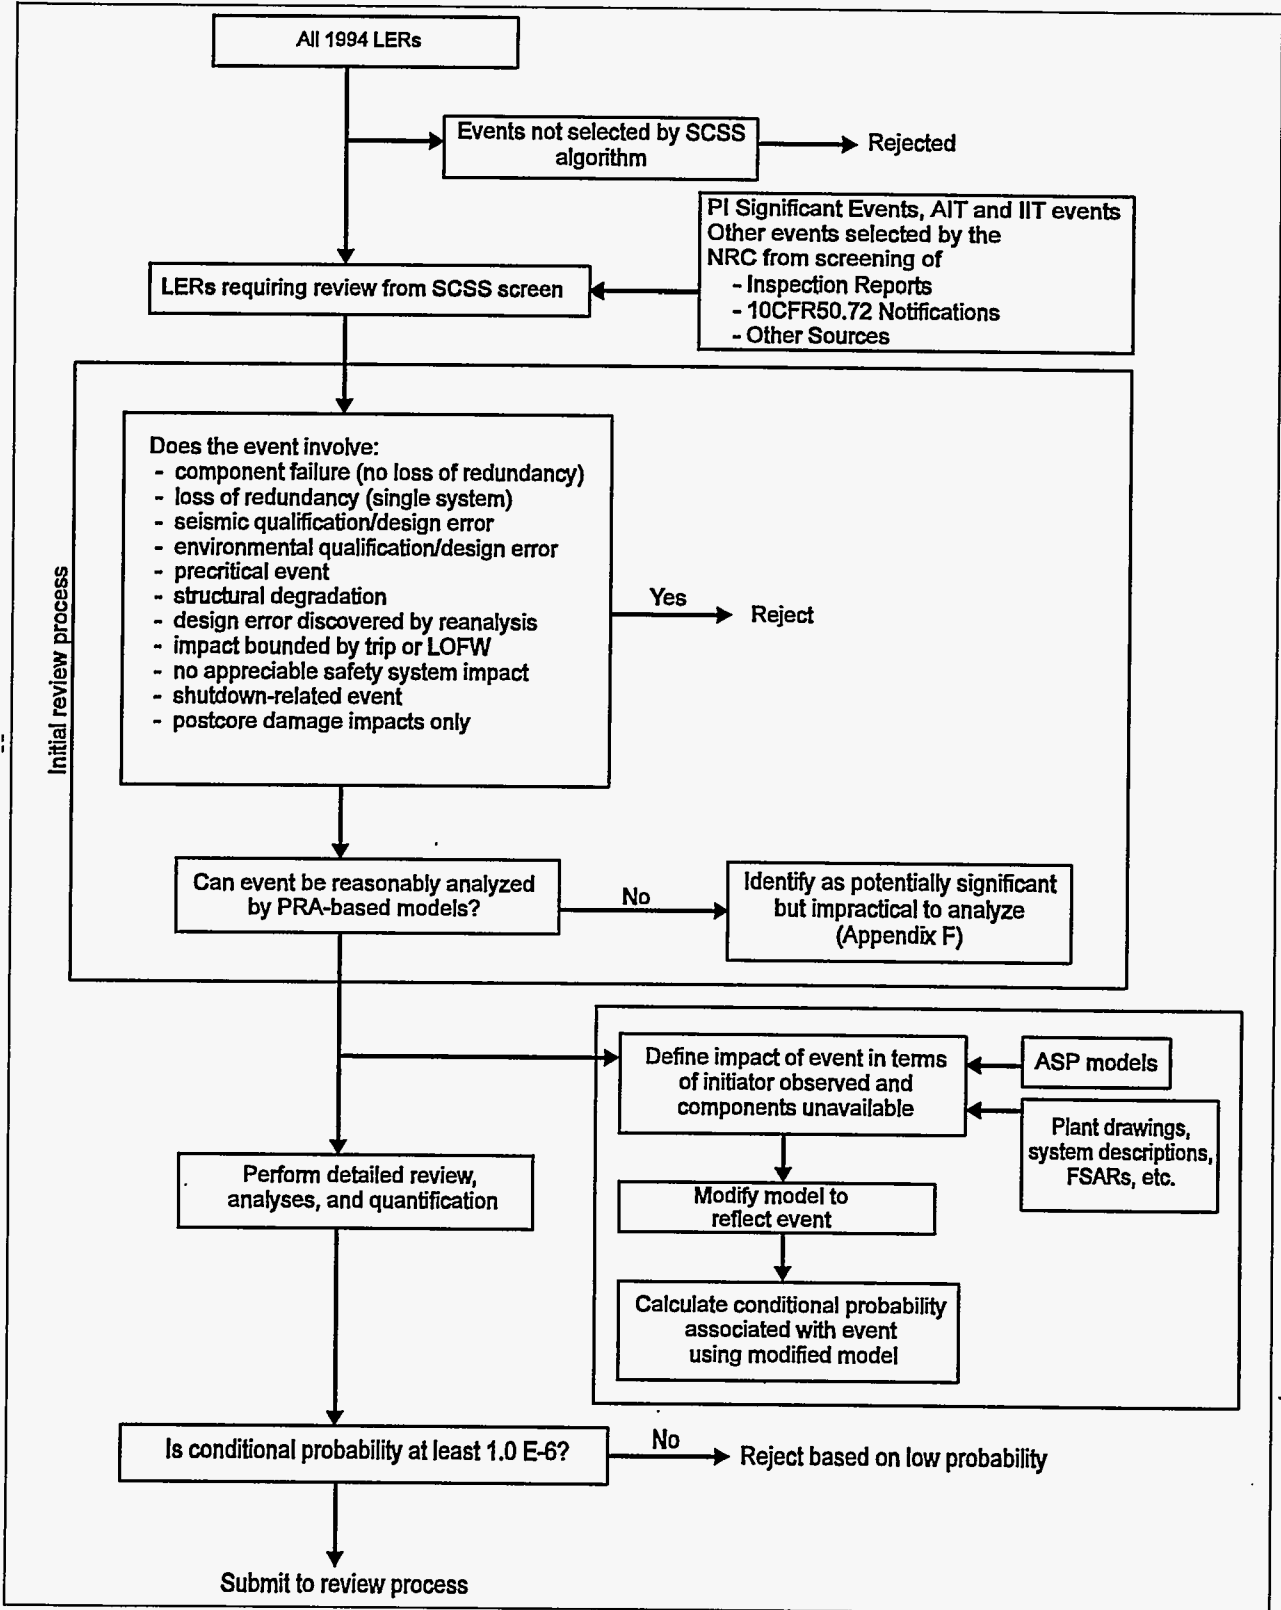 All 1994 LERs
Events not selected by SCSS
algorithm
Rejected
PI Significant Events, AIT and IIT events
Other events selected by the
NRC from screening of
- Inspection Reports
- 10CFR50.72 Notifications
- Other Sources
LERs requiring review from SCSS screen
Initial review process
Does the event involve:
- component failure (no loss of redundancy)
- loss of redundancy (single system)
- seismic qualification/design error
- environmental qualification/design error
- precritical event
- structural degradation
- design error discovered by reanalysis
- impact bounded by trip or LOFW
- no appreciable safety system impact
- shutdown-related event
- postcore damage impacts only
Yes
Reject
Can event be reasonably analyzed
by PRA-based models?
No
Identify as potentially significant
but impractical to analyze
(Appendix F)
Define impact of event in terms
of initiator observed and
components unavailable
ASP models
Plant drawings,
system descriptions,
FSARs, etc.
Perform detailed review,
analyses, and quantification
Modify model to
reflect event
Calculate conditional probability
associated with event
using modified model
Is conditional probability at least 1.0 E-6?
No
Reject based on low probability
Submit to review process